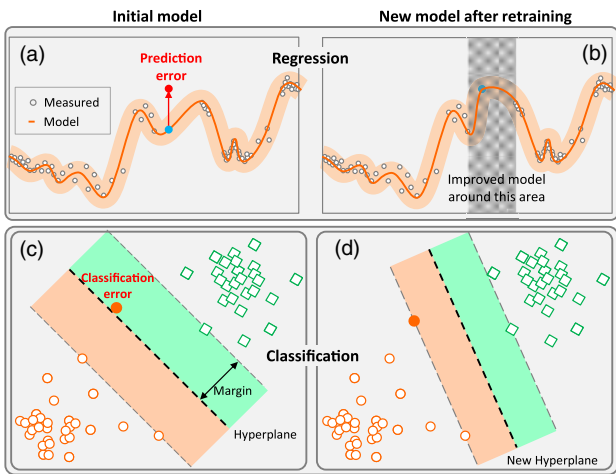 Initial model
New model after retraining
(a)
Prediction
error
Regression
(b)
Measured
Model
Improved model
around this area
(c)
Classification
error
(d)
Classification
Margin
Hyperplane
New Hyperplane